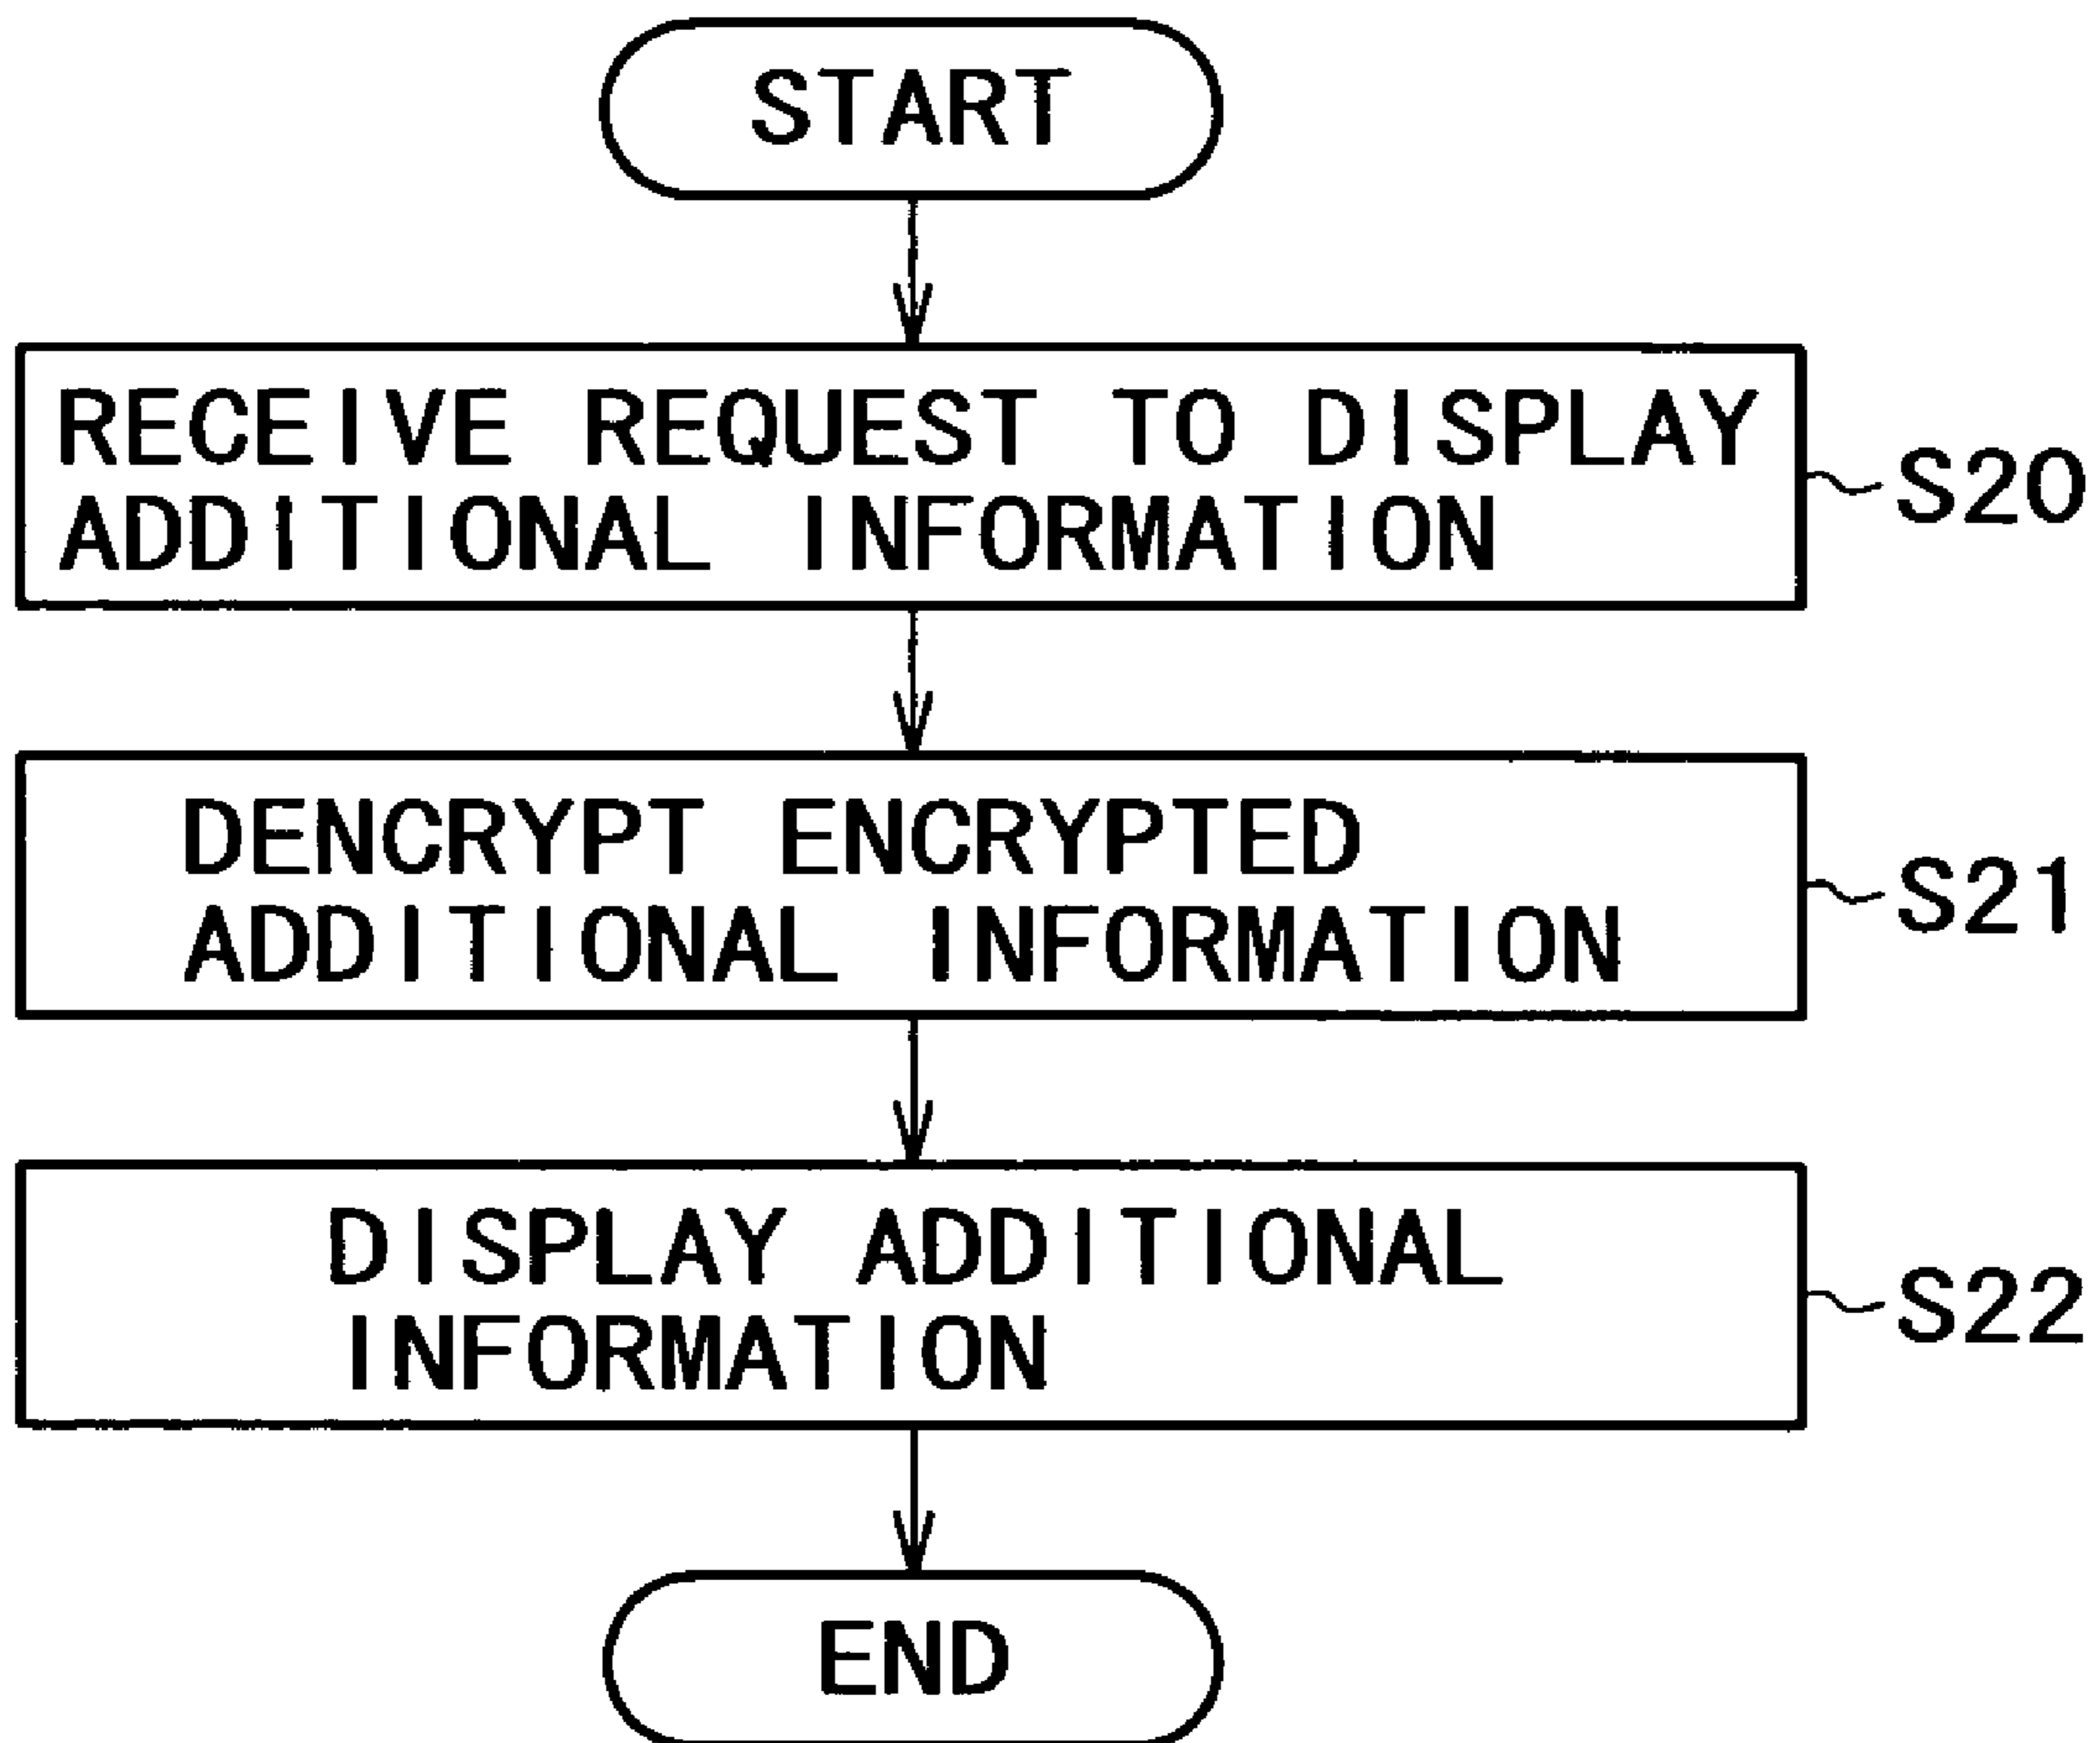 START
RECEIVE REQUEST TO DISPLAY
ADDITIONAL INFORMATION
S20
DENCRYPT ENCRYPTED
ADDITIONAL INFORMATION
S21
DISPLAY ADDITIONAL
INFORMATION
S22
END